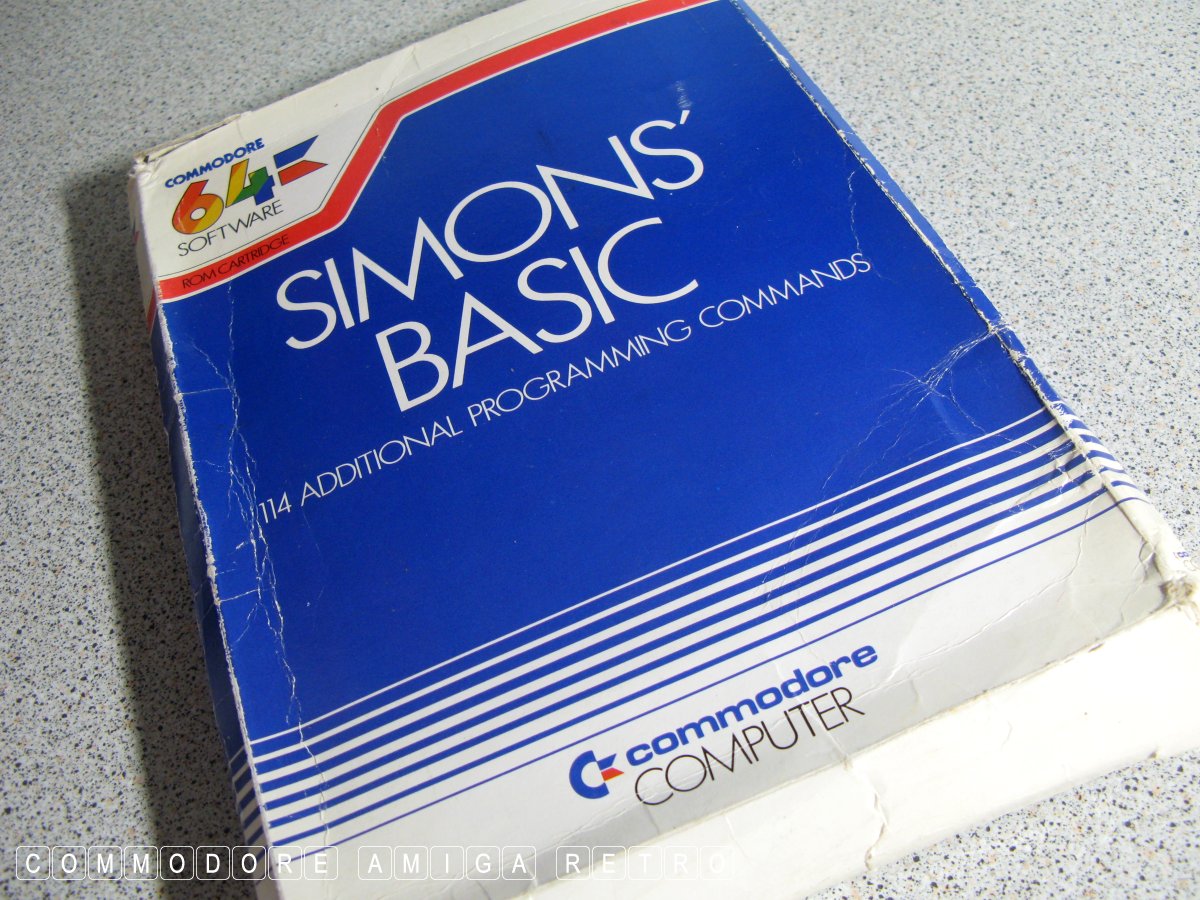 COMMODORE
64
SOFTWARE
ROM CARTRIDGE
SIMONS'
BASIC
114 ADDITIONAL PROGRAMMING COMMANDS
commodore
COMPUTER
COMMODORE AMIGA RETRO